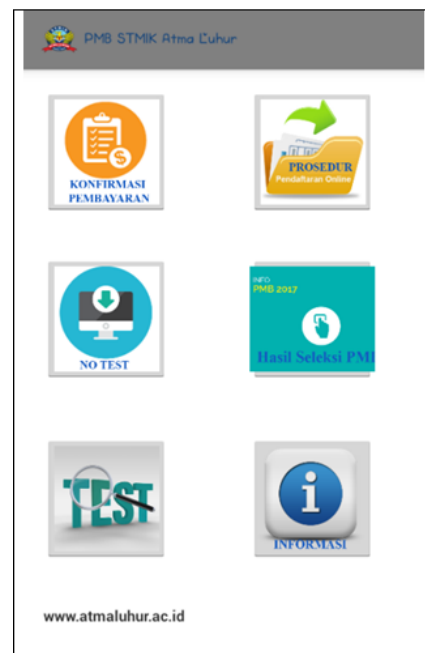 PMB STMIK Atma Luhur
KONFIRMASI
PEMBAYARAN
PROSEDUR
Pendaftaran Online
NO TEST
INFO
PMB 2017
Hasil Seleksi PMB
TEST
INFORMASI
www.atmaluhur.ac.id